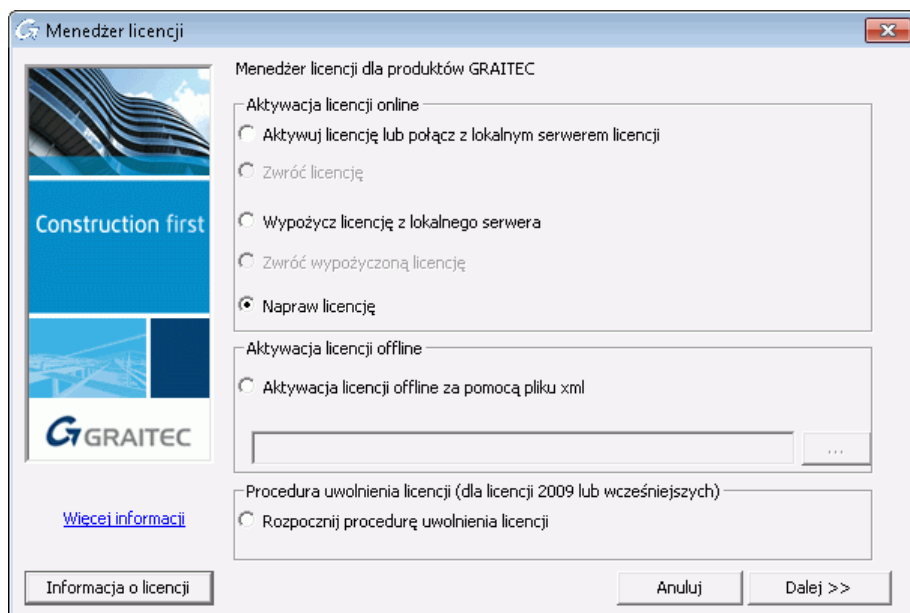 Menedżer licencji
Menedżer licencji dla produktów GRAITEC
Aktywacja licencji online
Aktywuj licencję lub połącz z lokalnym serwerem licencji
Zwróć licencję
Wypożycz licencję z lokalnego serwera
Zwróć wypożyczoną licencję
Napraw licencję
Construction first
GRAITEC
Aktywacja licencji offline
Aktywacja licencji offline za pomocą pliku xml
...
Procedura uwolnienia licencji (dla licencji 2009 lub wcześniejszych)
Rozpocznij procedurę uwolnienia licencji
Więcej informacji
Informacja o licencji
Anuluj
Dalej >>